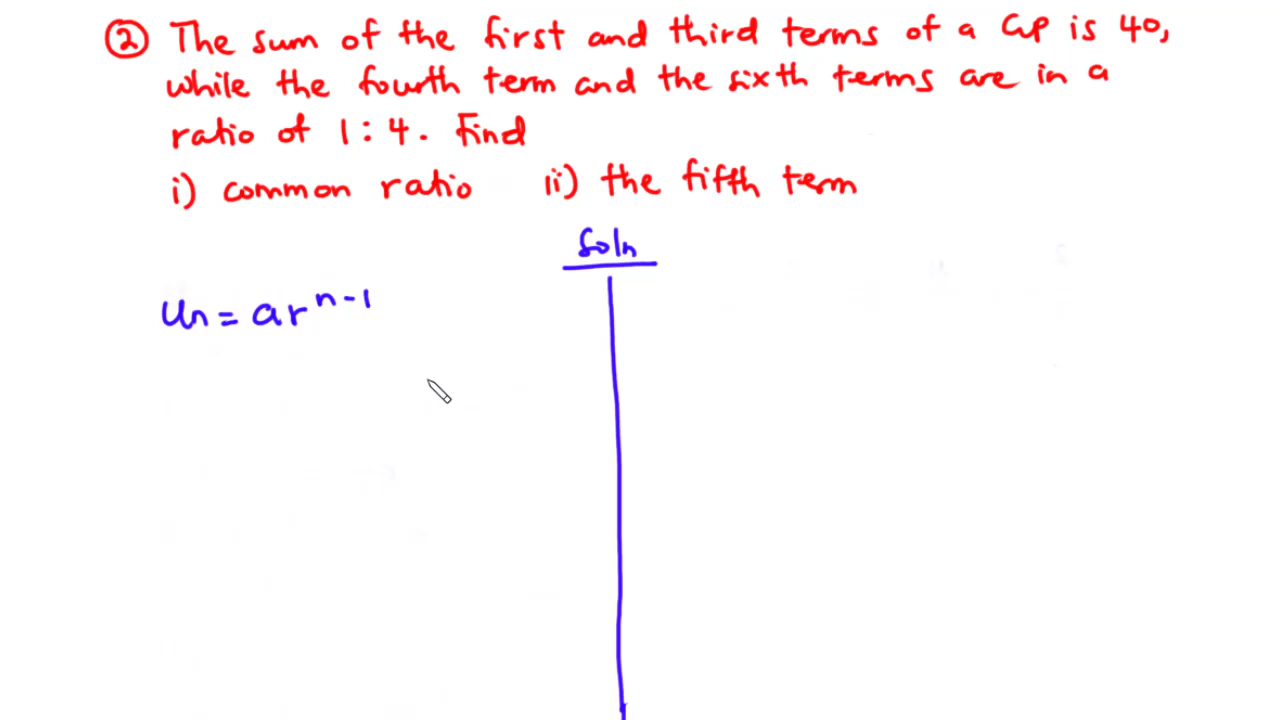 ② The sum of the first and third terms of a GP is 40,
while the fourth term and the sixth terms are in a
ratio of 1 : 4. Find
i) common ratio ii) the fifth term
Soln
Un = ar^n-1